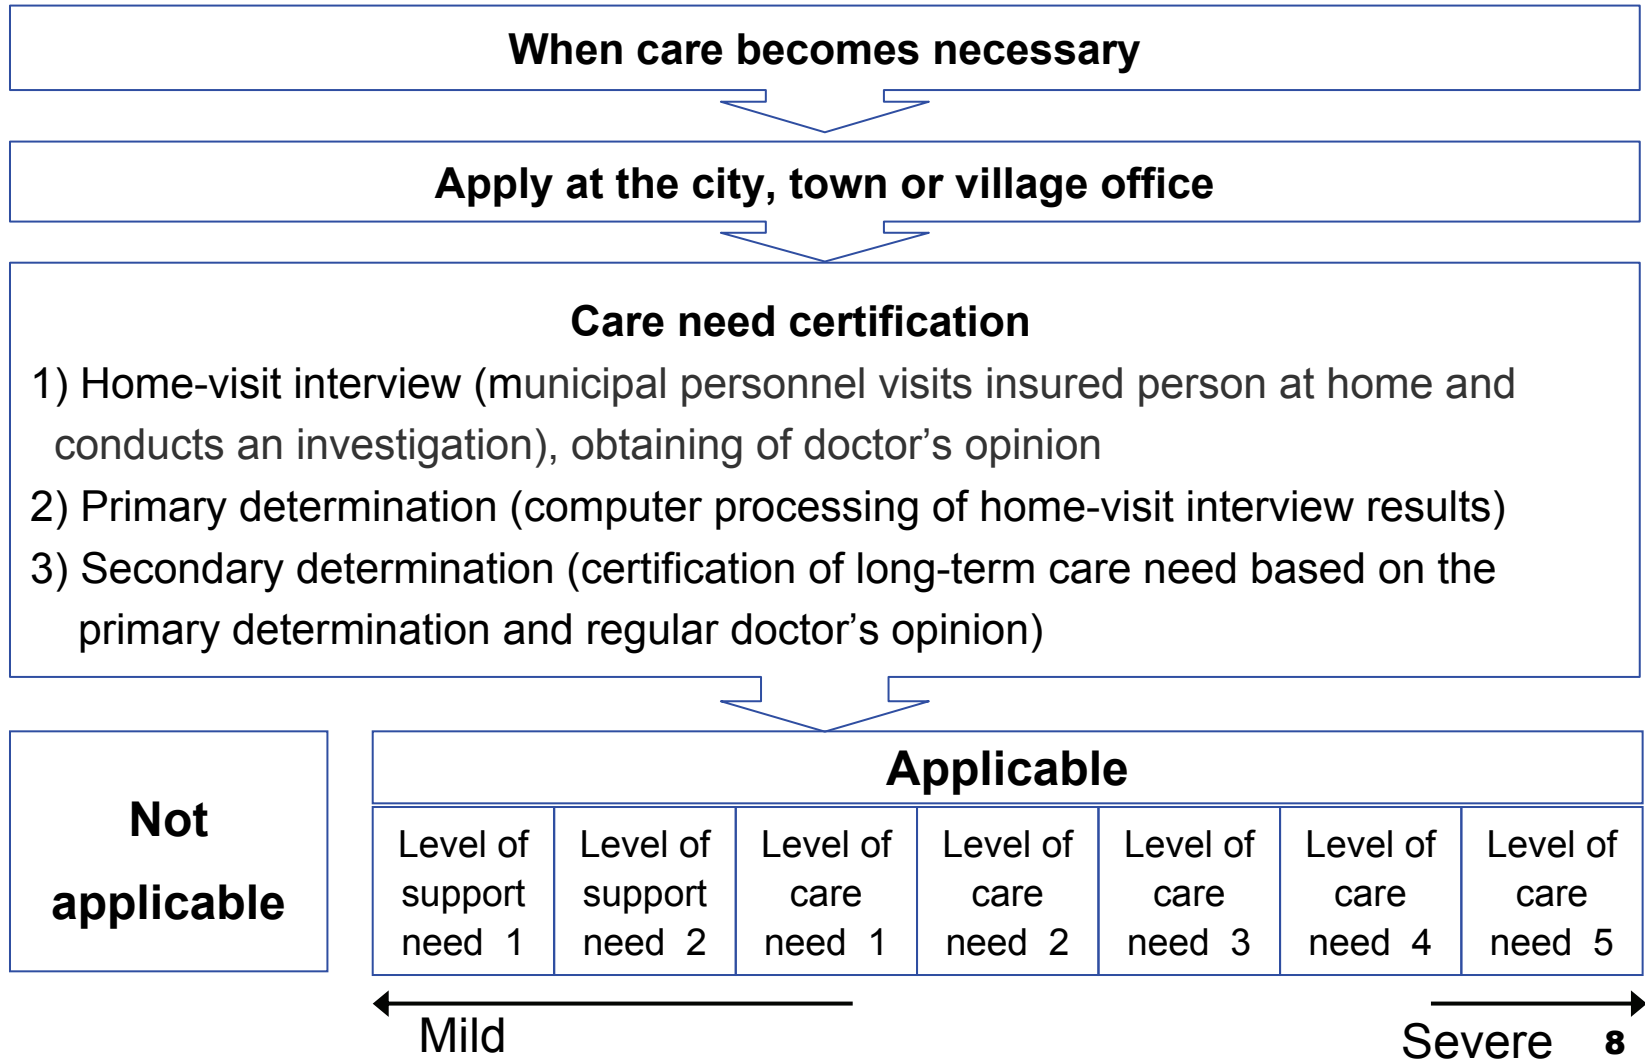 When care becomes necessary
Apply at the city, town or village office
Care need certification
1) Home-visit interview (municipal personnel visits insured person at home and
conducts an investigation), obtaining of doctor’s opinion
2) Primary determination (computer processing of home-visit interview results)
3) Secondary determination (certification of long-term care need based on the
primary determination and regular doctor’s opinion)
Not
applicable
Applicable
Level of
support
need 1
Level of
support
need 2
Level of
care
need 1
Level of
care
need 2
Level of
care
need 3
Level of
care
need 4
Level of
care
need 5
Mild
Severe
8